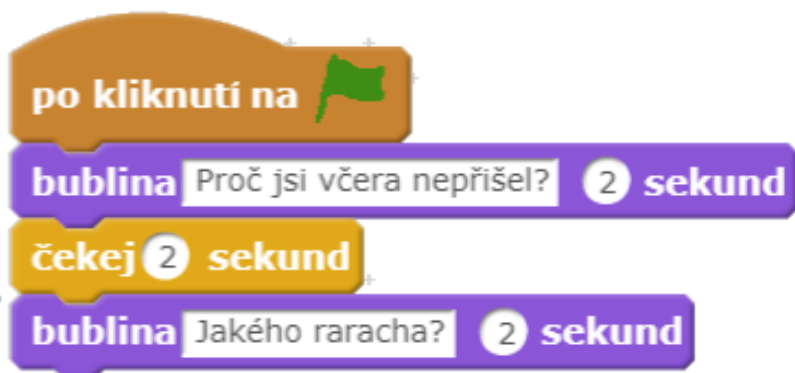 po kliknutí na
bublina Proč jsi včera nepřišel? 2 sekund
čekej 2 sekund
bublina Jakého raracha? 2 sekund